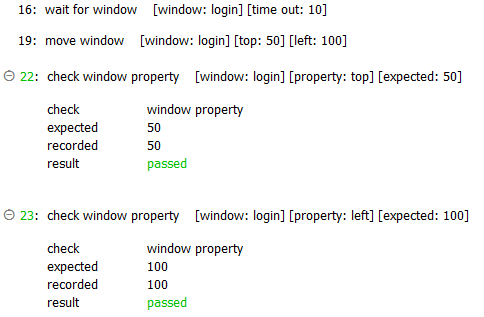 16: wait for window [window: login] [time out: 10]
19: move window [window: login] [top: 50] [left: 100]
22: check window property [window: login] [property: top] [expected: 50]
check window property
expected 50
recorded 50
result passed
23: check window property [window: login] [property: left] [expected: 100]
check window property
expected 100
recorded 100
result passed